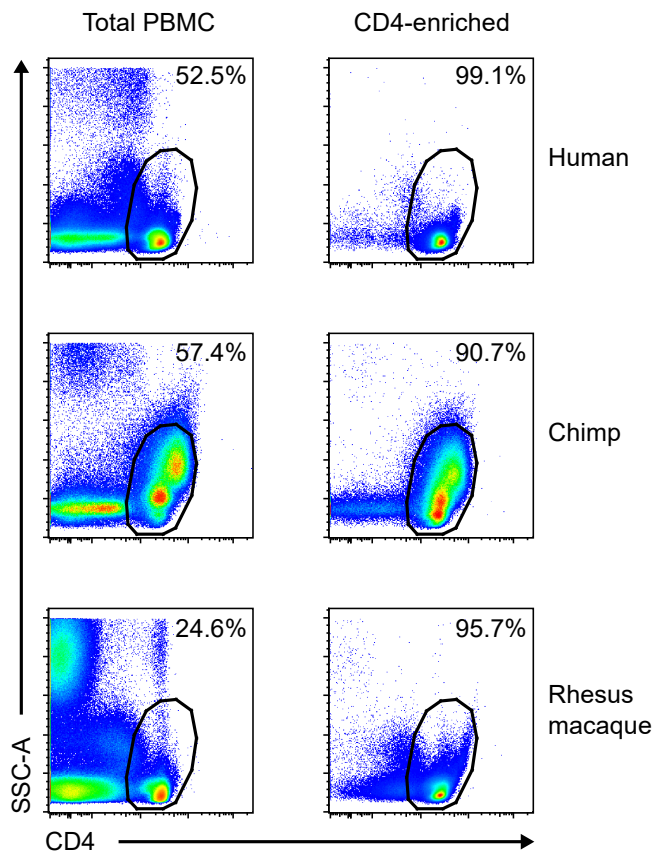 Total PBMC
CD4-enriched
52.5%
99.1%
Human
57.4%
90.7%
Chimp
24.6%
95.7%
Rhesus
macaque
SSC-A
CD4